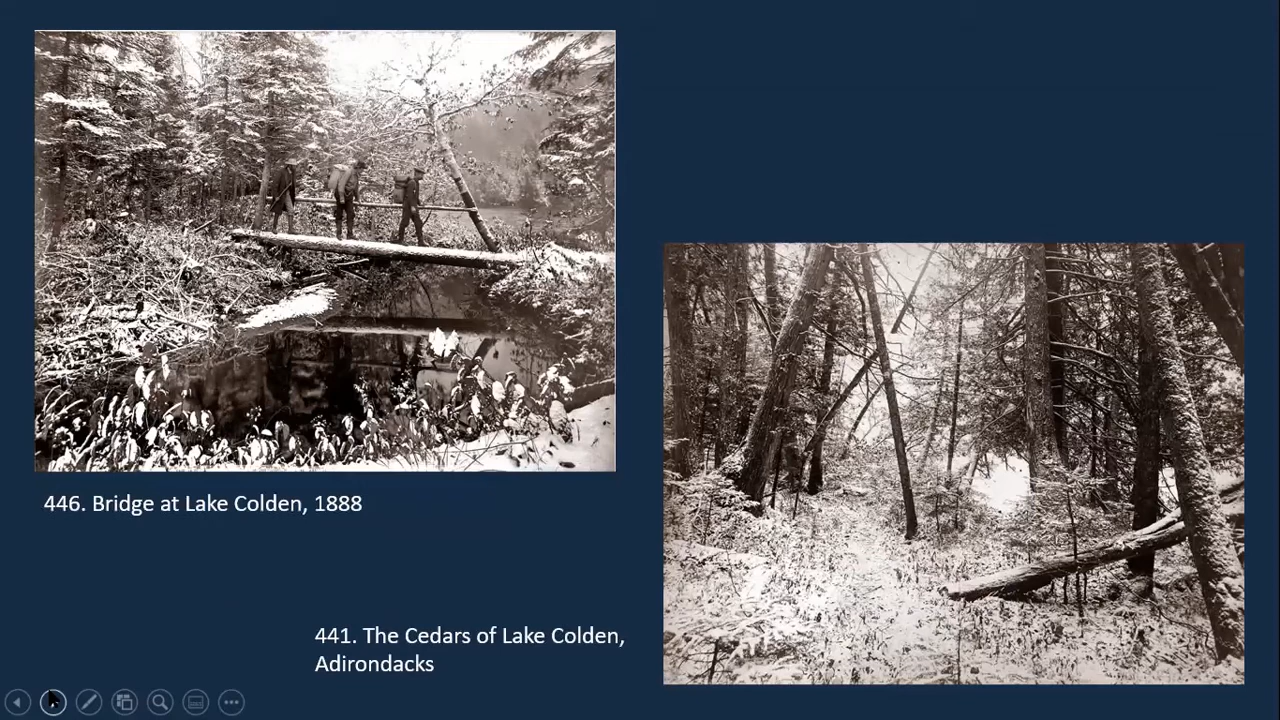 446. Bridge at Lake Colden, 1888
441. The Cedars of Lake Colden,
Adirondacks